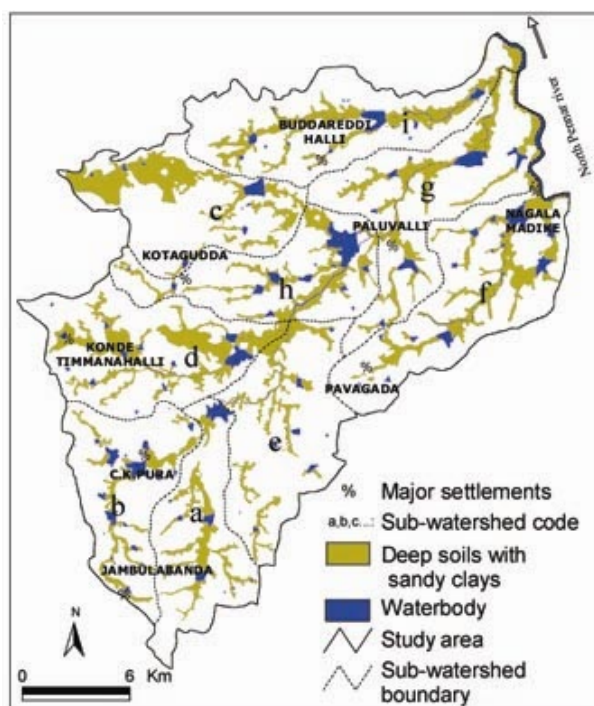 North Pennar river
BUDDAREDDI
HALLI
i
g
c
NAGALA
MADIKE
PALUVALLI
KOTAGUDDA
h
f
KONDE
TIMMANAHALLI
d
PAVAGADA
e
C.K.PURA
b
a
JAMBULABANDA
% Major settlements
a,b,c...: Sub-watershed code
Deep soils with
sandy clays
Waterbody
Study area
Sub-watershed
boundary
N
0 6 Km